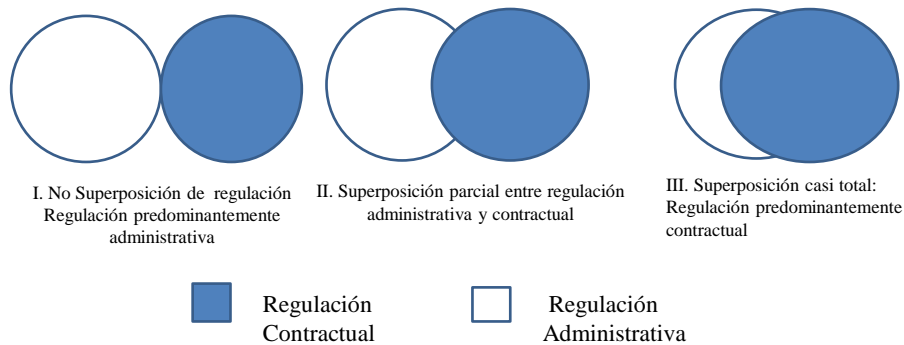 I. No Superposición de regulación
Regulación predominantemente
administrativa
II. Superposición parcial entre regulación
administrativa y contractual
III. Superposición casi total:
Regulación predominantemente
contractual
Regulación
Contractual
Regulación
Administrativa